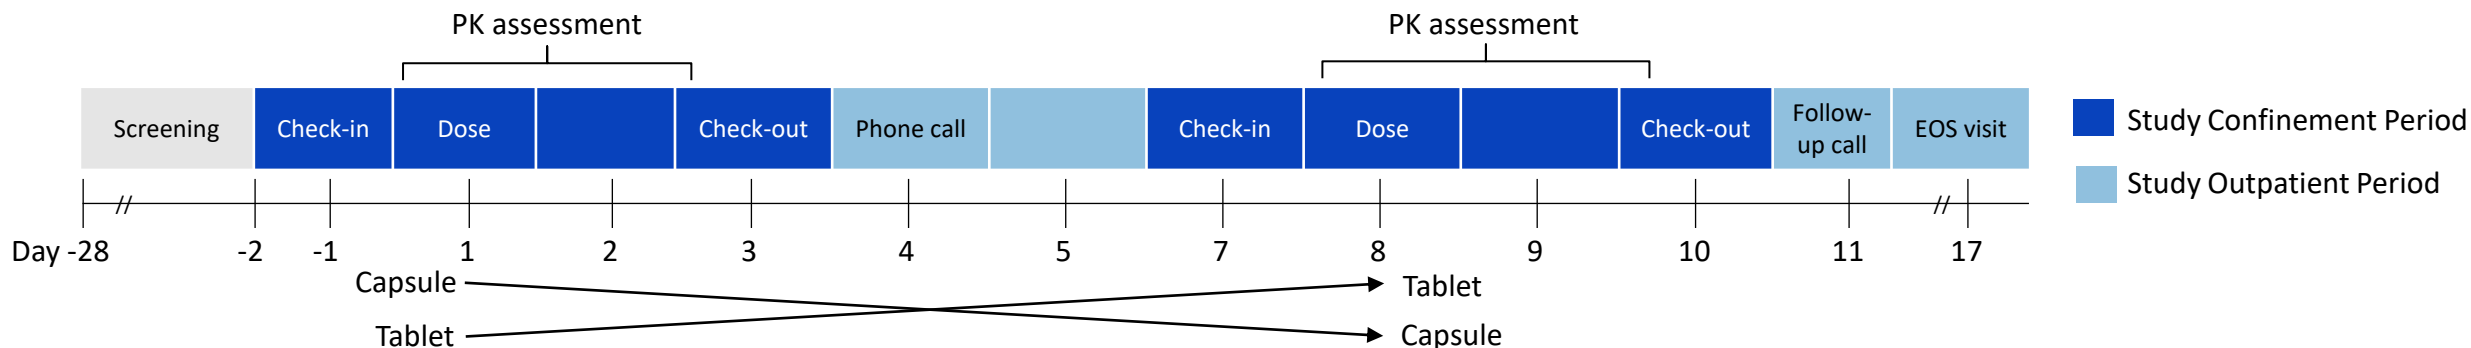 PK assessment PK assessment
Screening Check-in Dose Check-out Phone call Check-in Dose Check-out Follow-
up call EOS visit
Study Confinement Period
Study Outpatient Period
Day -28 -2 -1 1 2 3 4 5 7 8 9 10 11 17
Capsule Tablet
Tablet Capsule